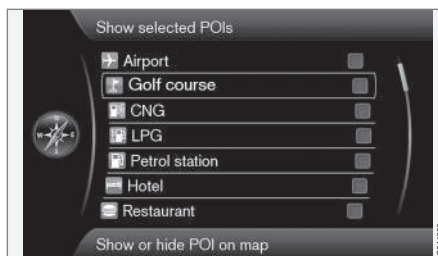 Show selected POIs
Airport
Golf course
CNG
LPG
Petrol station
Hotel
Restaurant
Show or hide POI on map